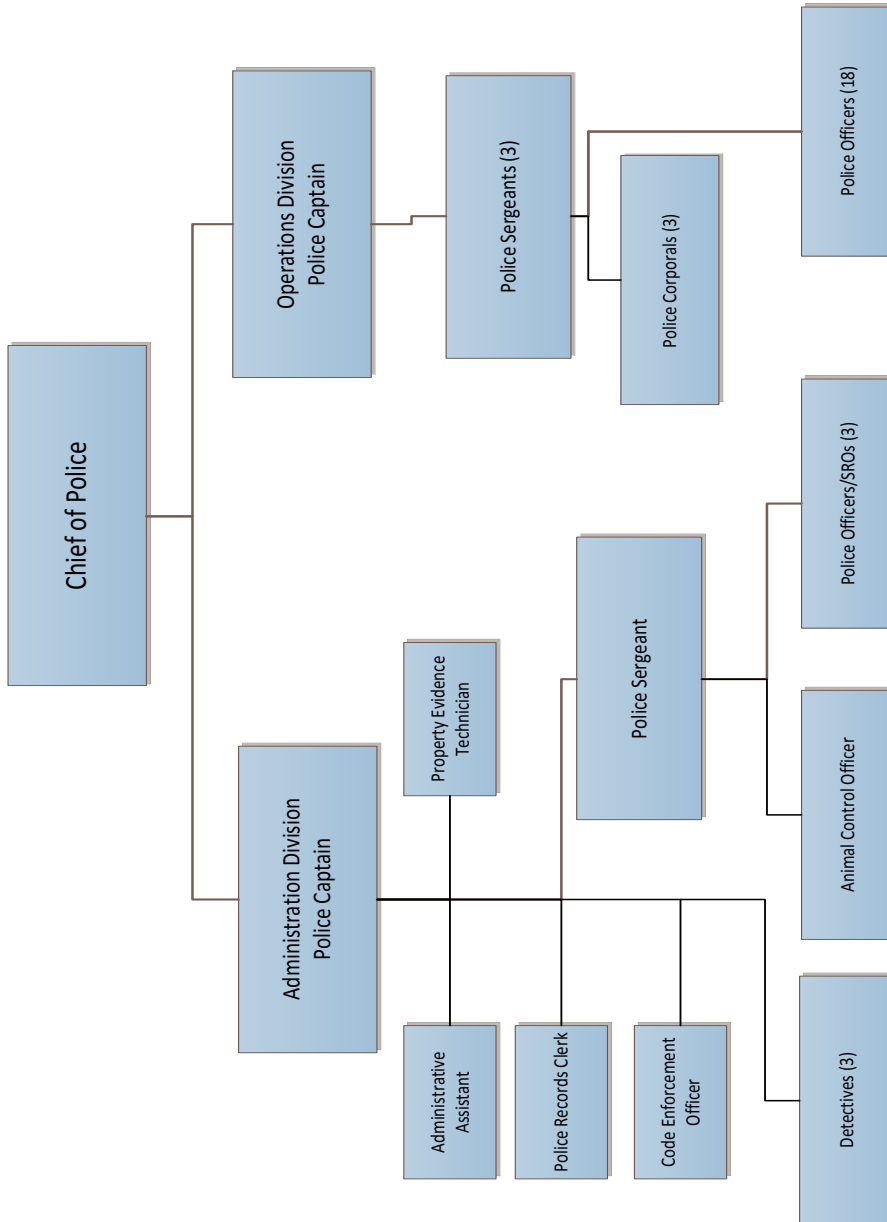 Chief of Police
Administration Division
Police Captain
Operations Division
Police Captain
Administrative
Assistant
Property Evidence
Technician
Police Records Clerk
Code Enforcement
Officer
Police Sergeant
Detectives (3)
Animal Control Officer
Police Officers/SROs (3)
Police Sergeants (3)
Police Corporals (3)
Police Officers (18)